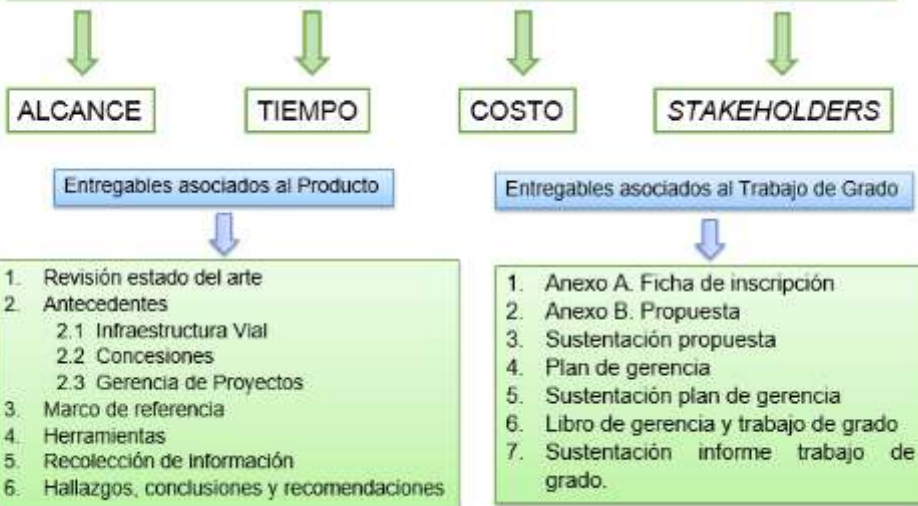 ALCANCE
TIEMPO
COSTO
STAKEHOLDERS
Entregables asociados al Producto
1. Revisión estado del arte
2. Antecedentes
2.1 Infraestructura Vial
2.2 Concesiones
2.3 Gerencia de Proyectos
3. Marco de referencia
4. Herramientas
5. Recolección de información
6. Hallazgos, conclusiones y recomendaciones
Entregables asociados al Trabajo de Grado
1. Anexo A. Ficha de inscripción
2. Anexo B. Propuesta
3. Sustentación propuesta
4. Plan de gerencia
5. Sustentación plan de gerencia
6. Libro de gerencia y trabajo de grado
7. Sustentación informe trabajo de
grado.